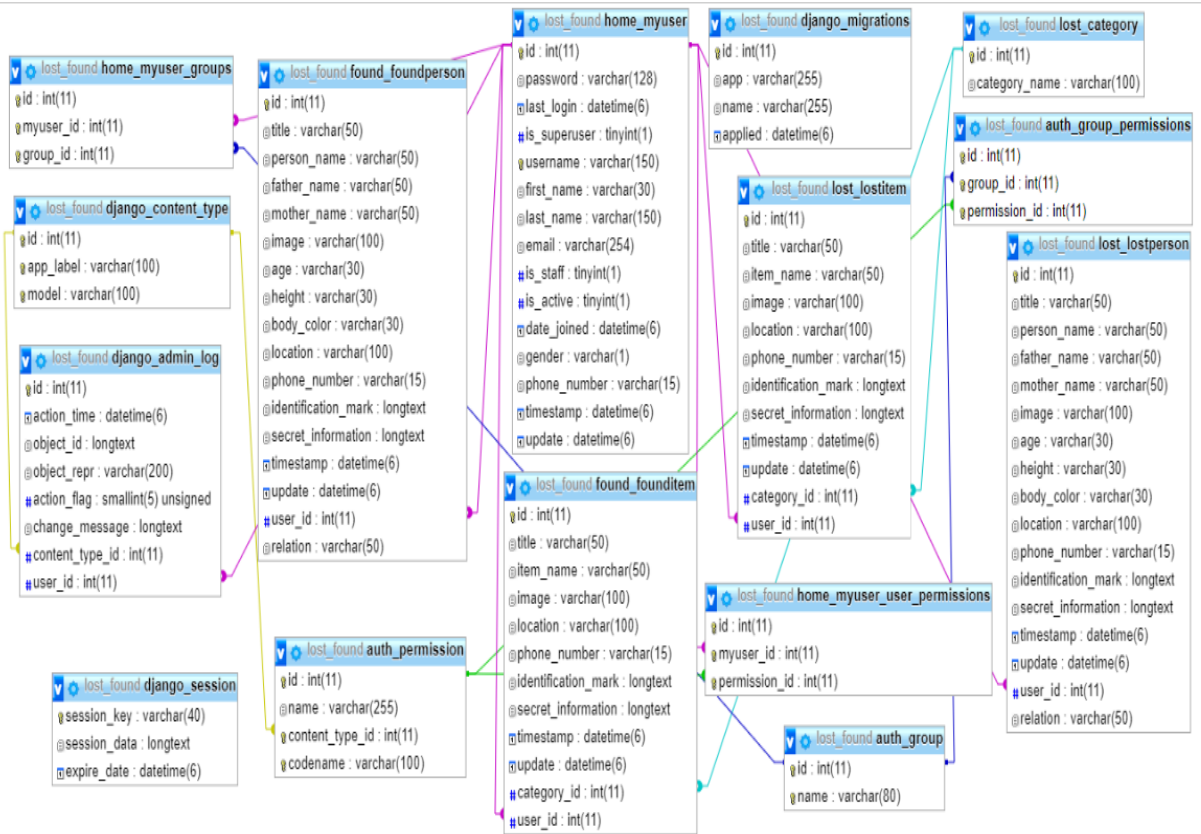 lost_found home_myuser_groups
id : int(11)
myuser_id : int(11)
group_id : int(11)
lost_found django_content_type
id : int(11)
app_label : varchar(100)
model : varchar(100)
lost_found django_admin_log
id : int(11)
action_time : datetime(6)
object_id : longtext
object_repr : varchar(200)
action_flag : smallint(5) unsigned
change_message : longtext
content_type_id : int(11)
user_id : int(11)
lost_found django_session
session_key : varchar(40)
session_data : longtext
expire_date : datetime(6)
lost_found found_foundperson
id : int(11)
title : varchar(50)
person_name : varchar(50)
father_name : varchar(50)
mother_name : varchar(50)
image : varchar(100)
age : varchar(30)
height : varchar(30)
body_color : varchar(30)
location : varchar(100)
phone_number : varchar(15)
identification_mark : longtext
secret_information : longtext
timestamp : datetime(6)
update : datetime(6)
user_id : int(11)
relation : varchar(50)
lost_found auth_permission
id : int(11)
name : varchar(255)
content_type_id : int(11)
codename : varchar(100)
lost_found home_myuser
id : int(11)
password : varchar(128)
last_login : datetime(6)
is_superuser : tinyint(1)
username : varchar(150)
first_name : varchar(30)
last_name : varchar(150)
email : varchar(254)
is_staff : tinyint(1)
is_active : tinyint(1)
date_joined : datetime(6)
gender : varchar(1)
phone_number : varchar(15)
timestamp : datetime(6)
update : datetime(6)
lost_found found_founditem
id : int(11)
title : varchar(50)
item_name : varchar(50)
image : varchar(100)
location : varchar(100)
phone_number : varchar(15)
identification_mark : longtext
secret_information : longtext
timestamp : datetime(6)
update : datetime(6)
category_id : int(11)
user_id : int(11)
lost_found django_migrations
id : int(11)
app : varchar(255)
name : varchar(255)
applied : datetime(6)
lost_found lost_lostitem
id : int(11)
title : varchar(50)
item_name : varchar(50)
image : varchar(100)
location : varchar(100)
phone_number : varchar(15)
identification_mark : longtext
secret_information : longtext
timestamp : datetime(6)
update : datetime(6)
category_id : int(11)
user_id : int(11)
lost_found home_myuser_user_permissions
id : int(11)
myuser_id : int(11)
permission_id : int(11)
lost_found auth_group
id : int(11)
name : varchar(80)
lost_found lost_category
id : int(11)
category_name : varchar(100)
lost_found auth_group_permissions
id : int(11)
group_id : int(11)
permission_id : int(11)
lost_found lost_lostperson
id : int(11)
title : varchar(50)
person_name : varchar(50)
father_name : varchar(50)
mother_name : varchar(50)
image : varchar(100)
age : varchar(30)
height : varchar(30)
body_color : varchar(30)
location : varchar(100)
phone_number : varchar(15)
identification_mark : longtext
secret_information : longtext
timestamp : datetime(6)
update : datetime(6)
user_id : int(11)
relation : varchar(50)